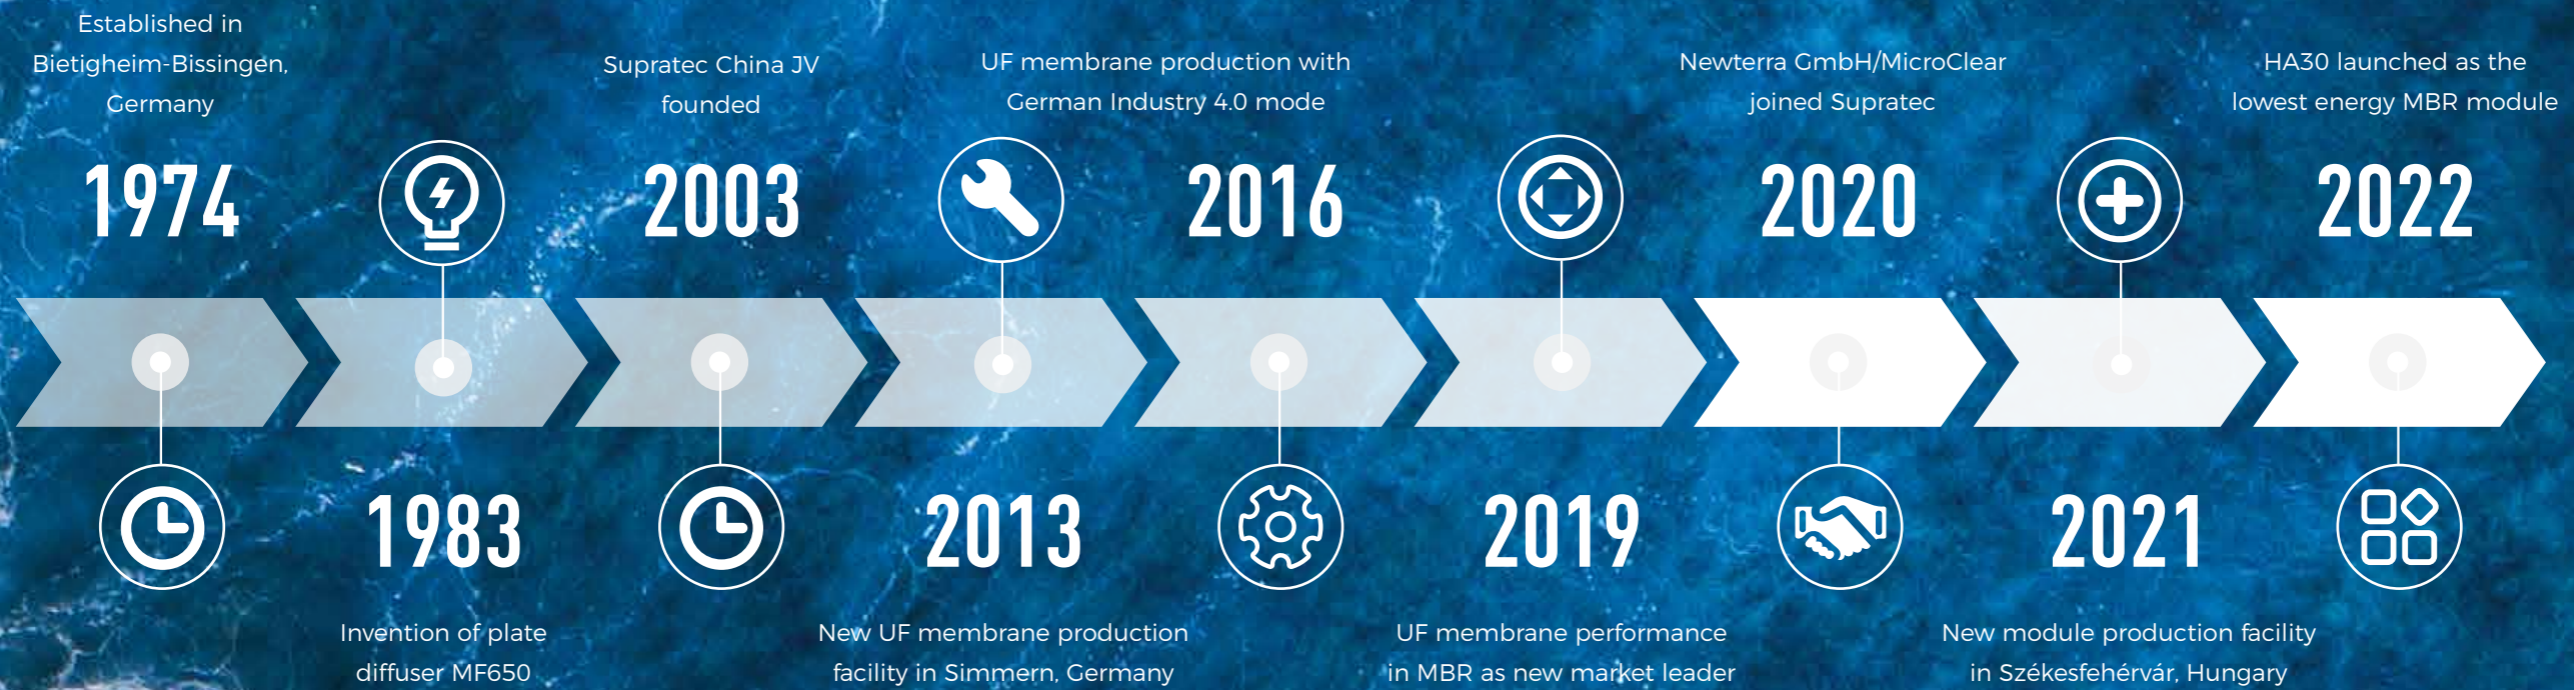 Established in
Bietigheim-Bissingen,
Germany
1974
1983
Invention of plate
diffuser MF650
Supratec China JV
founded
2003
2013
New UF membrane production
facility in Simmern, Germany
UF membrane production with
German Industry 4.0 mode
2016
2019
UF membrane performance
in MBR as new market leader
Newterra GmbH/MicroClear
joined Supratec
2020
2021
New module production facility
in Székesfehérvár, Hungary
HA30 launched as the
lowest energy MBR module
2022